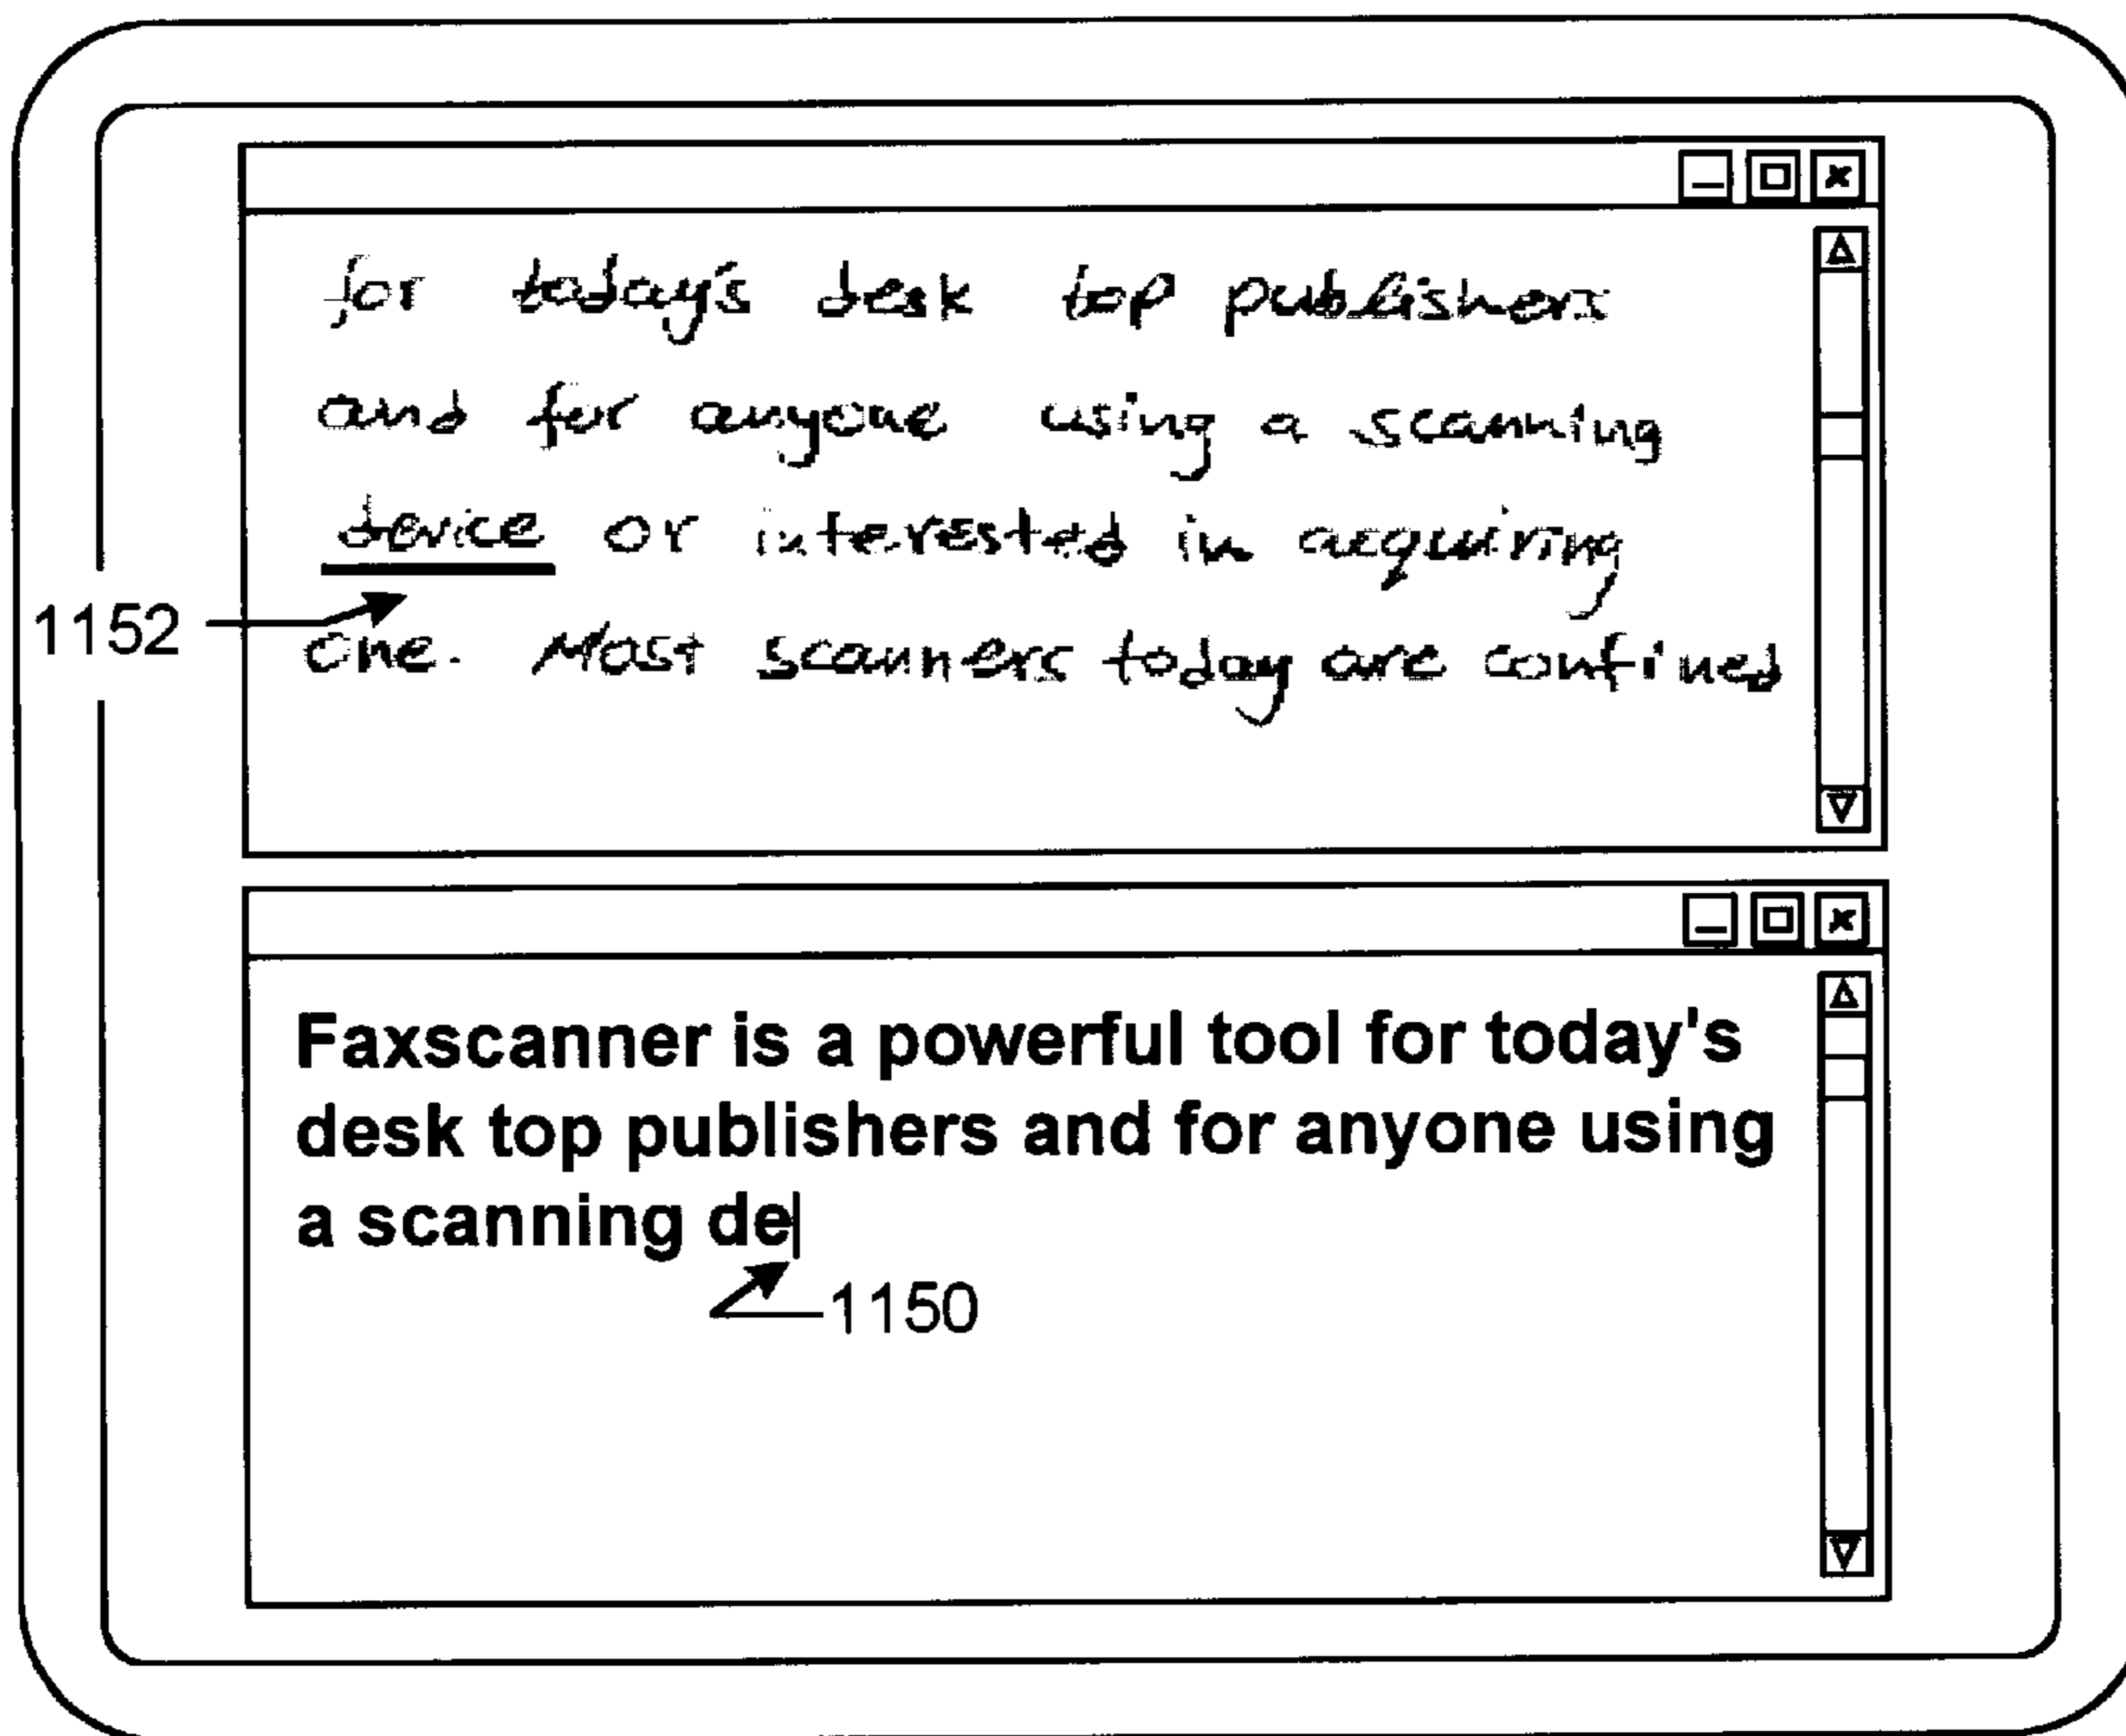 for today's desk top publishers
and for anyone using a scanning
device or interested in acquiring
1152
one. Most scanners today are confined
Faxscanner is a powerful tool for today's
desk top publishers and for anyone using
a scanning de
1150